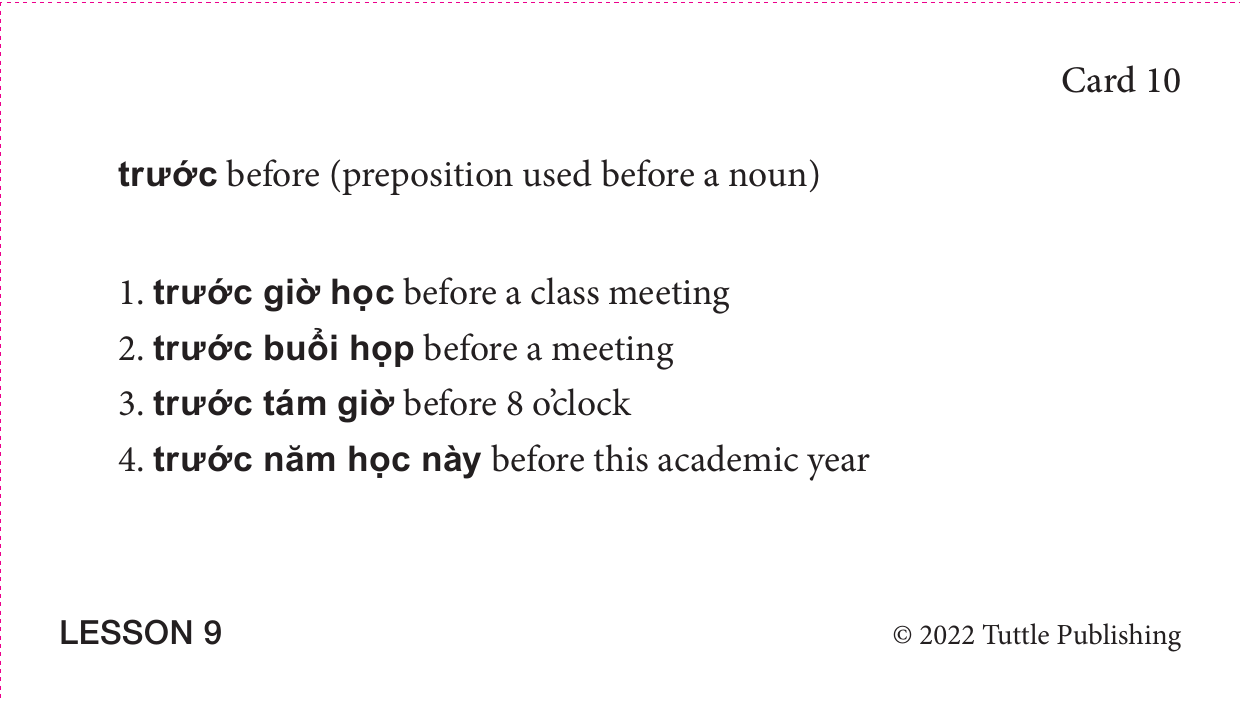 Card 10
trước before (preposition used before a noun)
1. trước giờ học before a class meeting
2. trước buổi họp before a meeting
3. trước tám giờ before 8 o’clock
4. trước năm học này before this academic year
LESSON 9
© 2022 Tuttle Publishing